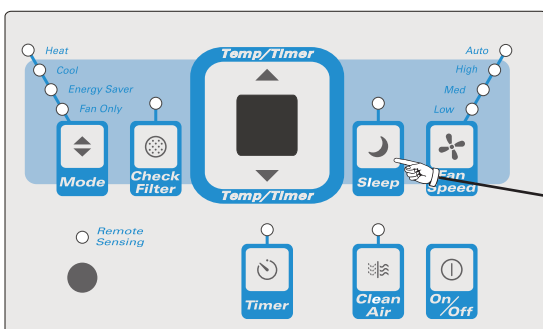 Heat
Cool
Energy Saver
Fan Only
Temp/Timer
Auto
High
Med
Low
Mode
Check
Filter
Temp/Timer
Sleep
Fan
Speed
Remote
Sensing
Timer
Clean
Air
On/Off